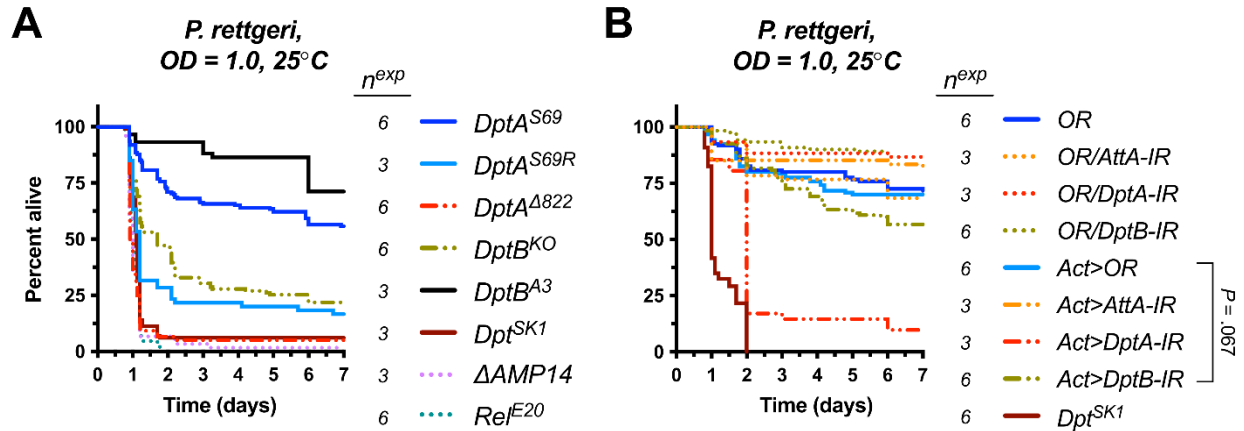 A
P. rettgeri,
OD = 1.0, 25°C
n^exp
Percent alive
100
75
50
25
0
0 1 2 3 4 5 6 7
Time (days)
6 DptA^S69
3 DptA^S69R
6 DptA^Δ822
6 DptB^KO
3 DptB^A3
3 Dpt^SK1
3 ΔAMP14
6 Rel^E20
B
P. rettgeri,
OD = 1.0, 25°C
n^exp
100
75
50
25
0
0 1 2 3 4 5 6 7
Time (days)
6 OR
3 OR/AttA-IR
3 OR/DptA-IR
6 OR/DptB-IR
6 Act>OR
3 Act>AttA-IR
3 Act>DptA-IR
6 Act>DptB-IR
6 Dpt^SK1
P = .067